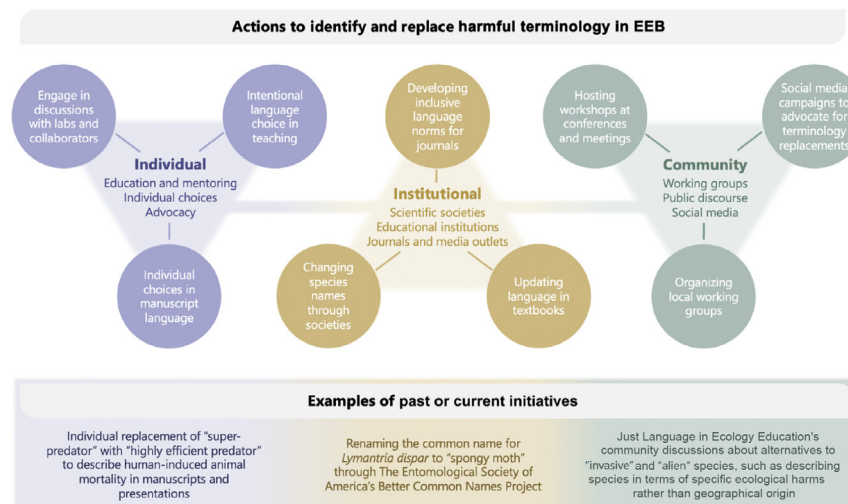 Actions to identify and replace harmful terminology in EEB
Engage in
discussions
with labs and
collaborators
Intentional
language
choice in
teaching
Individual
Education and mentoring
Individual choices
Advocacy
Individual
choices in
manuscript
language
Developing
inclusive
language
norms for
journals
Institutional
Scientific societies
Educational institutions
Journals and media outlets
Changing
species
names
through
societies
Updating
language in
textbooks
Hosting
workshops at
conferences
and meetings
Social media
campaigns to
advocate for
terminology
replacements
Community
Working groups
Public discourse
Social media
Organizing
local working
groups
Examples of past or current initiatives
Individual replacement of “super-
predator” with “highly efficient predator”
to describe human-induced animal
mortality in manuscripts and
presentations
Renaming the common name for
Lymantria dispar to “spongy moth”
through The Entomological Society of
America’s Better Common Names Project
Just Language in Ecology Education's
community discussions about alternatives to
"invasive" and "alien" species, such as describing
species in terms of specific ecological harms
rather than geographical origin